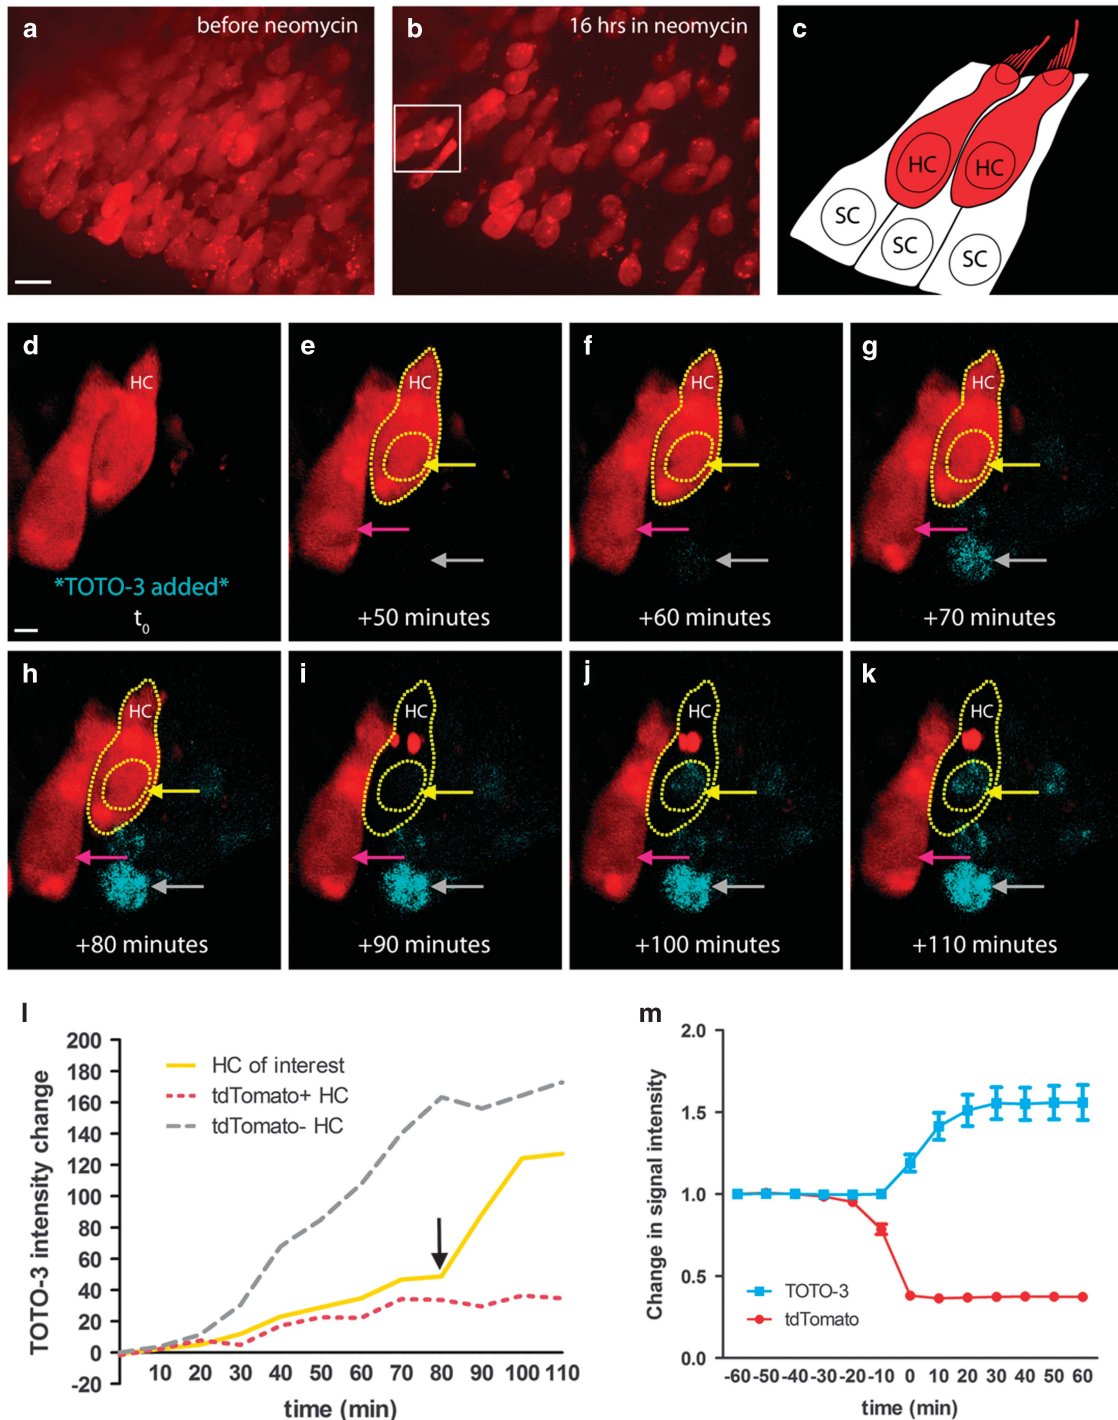 a before neomycin
b 16 hrs in neomycin
c
HC HC
SC SC SC
d HC
*TOTO-3 added*
t0
e HC
+50 minutes
f HC
+60 minutes
g HC
+70 minutes
h HC
+80 minutes
i HC
+90 minutes
j HC
+100 minutes
k HC
+110 minutes
l
TOTO-3 intensity change
200
180
160
140
120
100
80
60
40
20
0
-20
HC of interest
tdTomato+ HC
tdTomato- HC
10 20 30 40 50 60 70 80 90 100 110
time (min)
m
Change in signal intensity
2.0
1.5
1.0
0.5
0.0
TOTO-3
tdTomato
-60 -50 -40 -30 -20 -10 0 10 20 30 40 50 60
time (min)